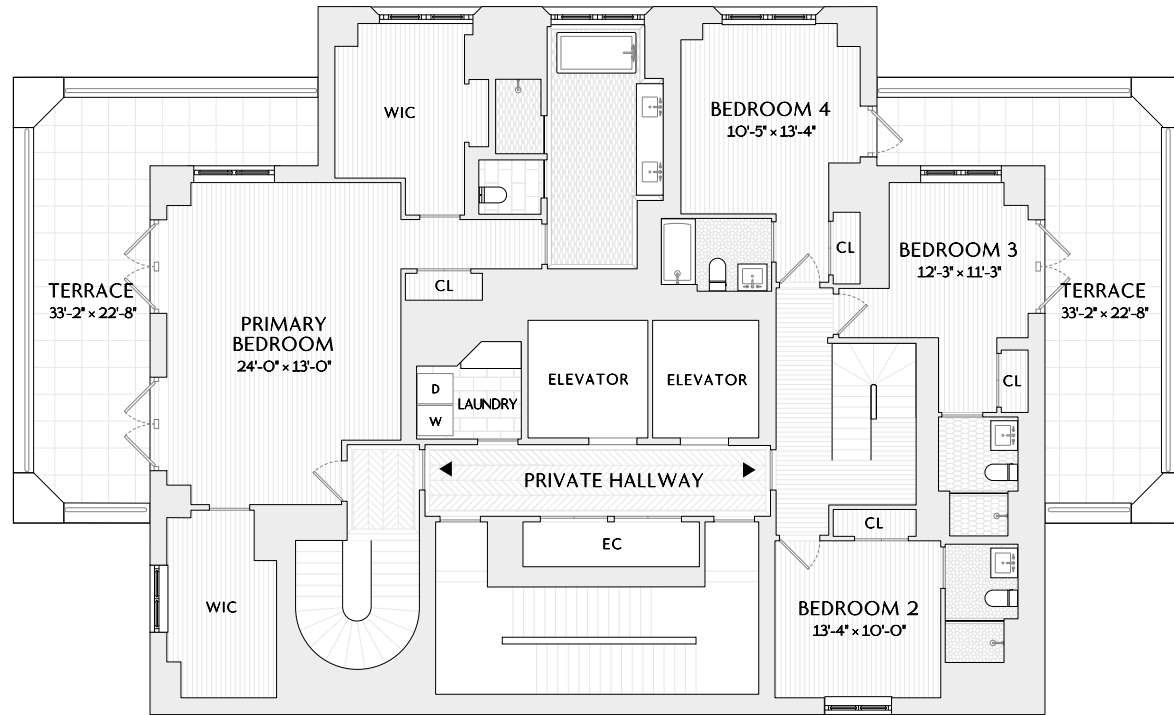 WIC
BEDROOM 4
10'-5" × 13'-4"
CL
BEDROOM 3
12'-3" × 11'-3"
CL
TERRACE
33'-2" × 22'-8"
TERRACE
33'-2" × 22'-8"
PRIMARY
BEDROOM
24'-0" × 13'-0"
ELEVATOR
ELEVATOR
D
LAUNDRY
W
CL
PRIVATE HALLWAY
CL
EC
WIC
BEDROOM 2
13'-4" × 10'-0"